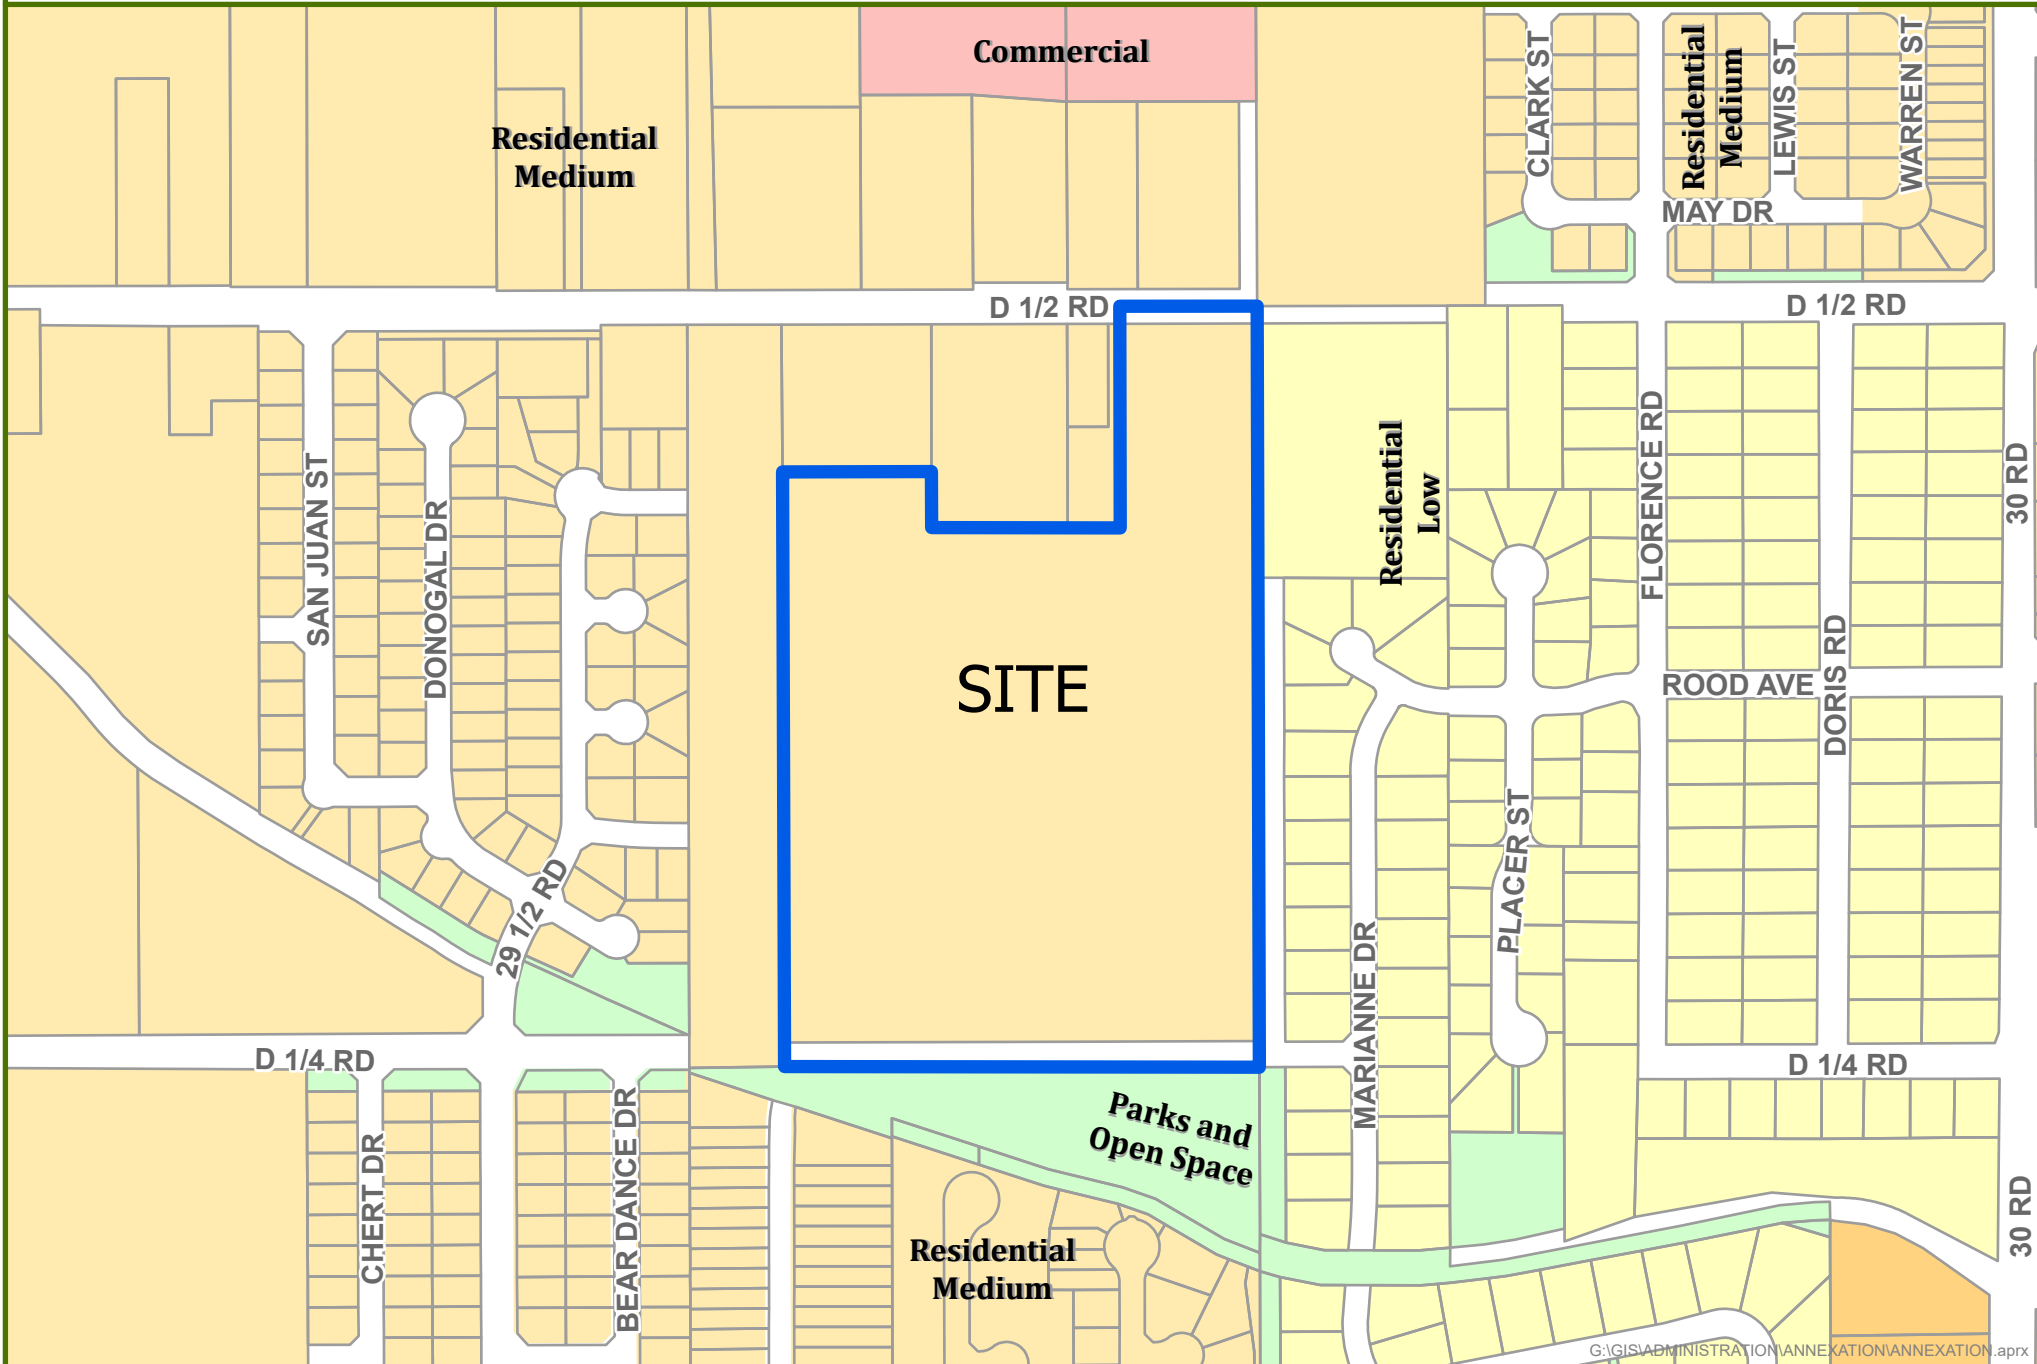 Commercial
Residential
Medium
CLARK ST
Residential
Medium
LEWIS ST
WARREN ST
MAY DR
D 1/2 RD
D 1/2 RD
SAN JUAN ST
DONOGAL DR
Residential
Low
FLORENCE RD
30 RD
SITE
ROOD AVE
DORIS RD
PLACER ST
29 1/2 RD
MARIANNE DR
D 1/4 RD
D 1/4 RD
CHERT DR
BEAR DANCE DR
Parks and
Open Space
Residential
Medium
30 RD
G:\GIS\ADMINISTRATION\ANNEXATION\ANNEXATION.aprx